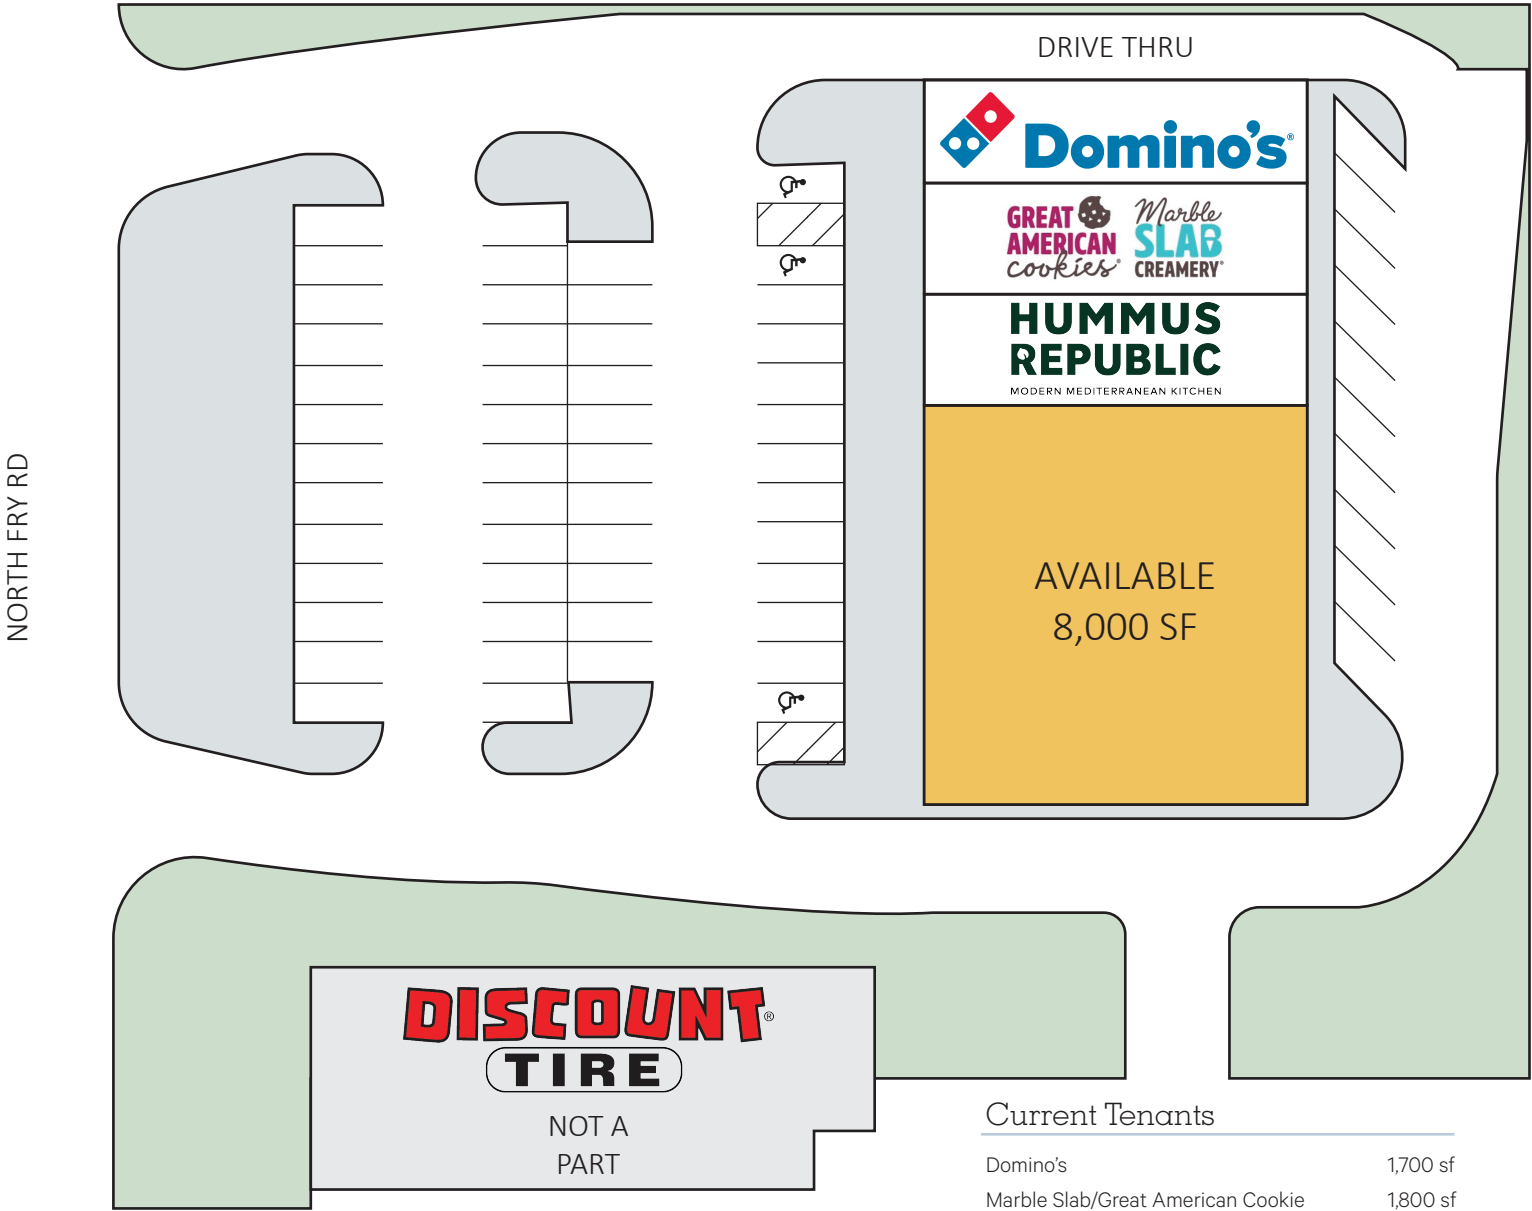 DRIVE THRU
Domino's®
GREAT
AMERICAN
cookies®
Marble
SLAB
CREAMERY®
HUMMUS
REPUBLIC
MODERN MEDITERRANEAN KITCHEN
NORTH FRY RD
AVAILABLE
8,000 SF
DISCOUNT®
TIRE
NOT A
PART
Current Tenants
Domino’s 1,700 sf
Marble Slab/Great American Cookie 1,800 sf